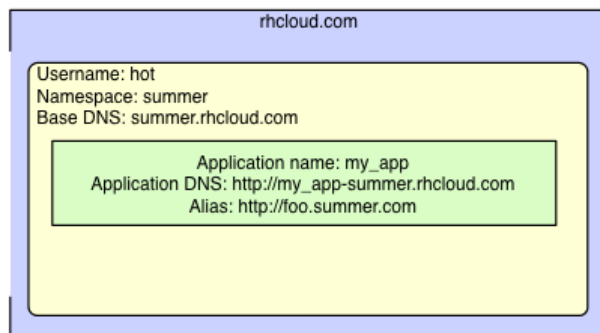 rhcloud.com
Username: hot
Namespace: summer
Base DNS: summer.rhcloud.com
Application name: my_app
Application DNS: http://my_app-summer.rhcloud.com
Alias: http://foo.summer.com